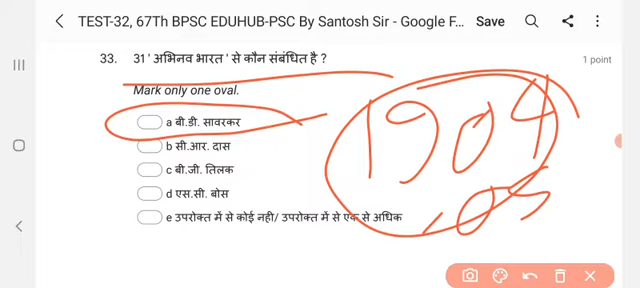 TEST-32, 67Th BPSC EDUHUB-PSC By Santosh Sir - Google F... Save
33. 31 ' अभिनव भारत ' से कौन संबंधित है ? 1 point
Mark only one oval.
a बी.डी. सावरकर
b सी.आर. दास
c बी.जी. तिलक
d एस.सी. बोस
e उपरोक्त में से कोई नही/ उपरोक्त में से एक से अधिक
1904
-05